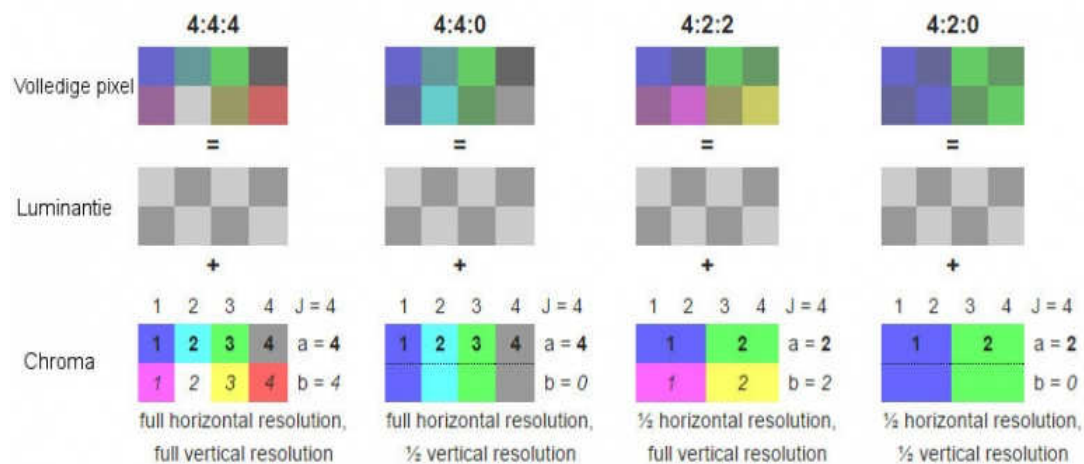 4:4:4 4:4:0 4:2:2 4:2:0
Volledige pixel
= = = =
Luminantie
+ + + +
1 2 3 4 J = 4 1 2 3 4 J = 4 1 2 3 4 J = 4 1 2 3 4 J = 4
1 2 3 4 a = 4 1 2 3 4 a = 4 1 2 a = 2 1 2 a = 2
Chroma
1 2 3 4 b = 4 b = 0 1 2 b = 2 b = 0
full horizontal resolution, full horizontal resolution, ½ horizontal resolution, ½ horizontal resolution,
full vertical resolution ½ vertical resolution full vertical resolution ½ vertical resolution